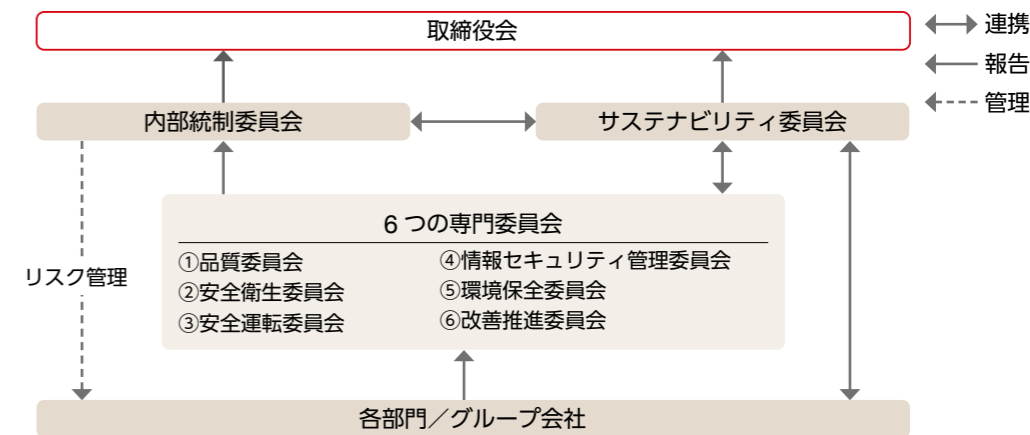 取締役会
連携
報告
管理
内部統制委員会
サステナビリティ委員会
6つの専門委員会
①品質委員会
②安全衛生委員会
③安全運転委員会
④情報セキュリティ管理委員会
⑤環境保全委員会
⑥改善推進委員会
リスク管理
各部門／グループ会社